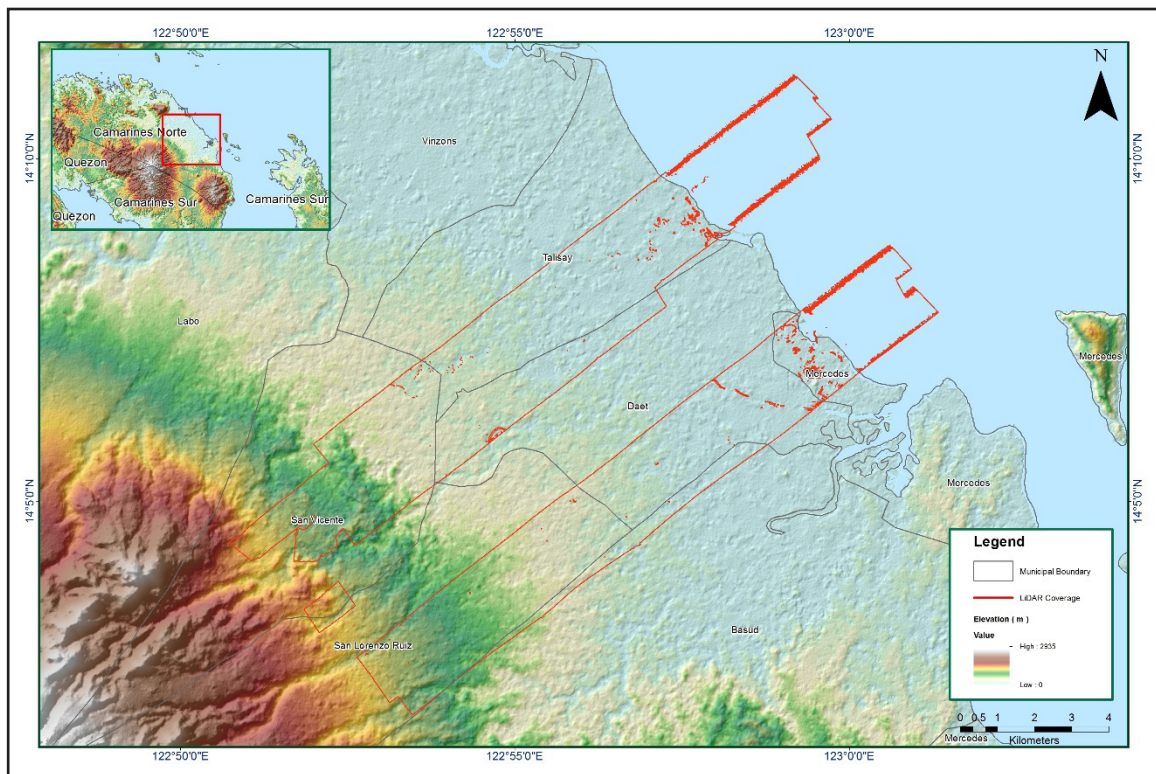 122°50'0"E
122°55'0"E
123°0'0"E
N
14°10'0"N
14°10'0"N
Camarines Norte
Quezon
Camarines Sur
Camarines Sur
Quezon
Vinzons
Talisay
Labo
Mercedes
Mercedes
Daet
Mercedes
14°5'0"N
14°5'0"N
San Vicente
San Lorenzo Ruiz
Basud
Legend
Municipal Boundary
LiDAR Coverage
Elevation ( m )
Value
High : 2935
Low : 0
0 0.5 1 2 3 4
Kilometers
Mercedes
122°50'0"E
122°55'0"E
123°0'0"E